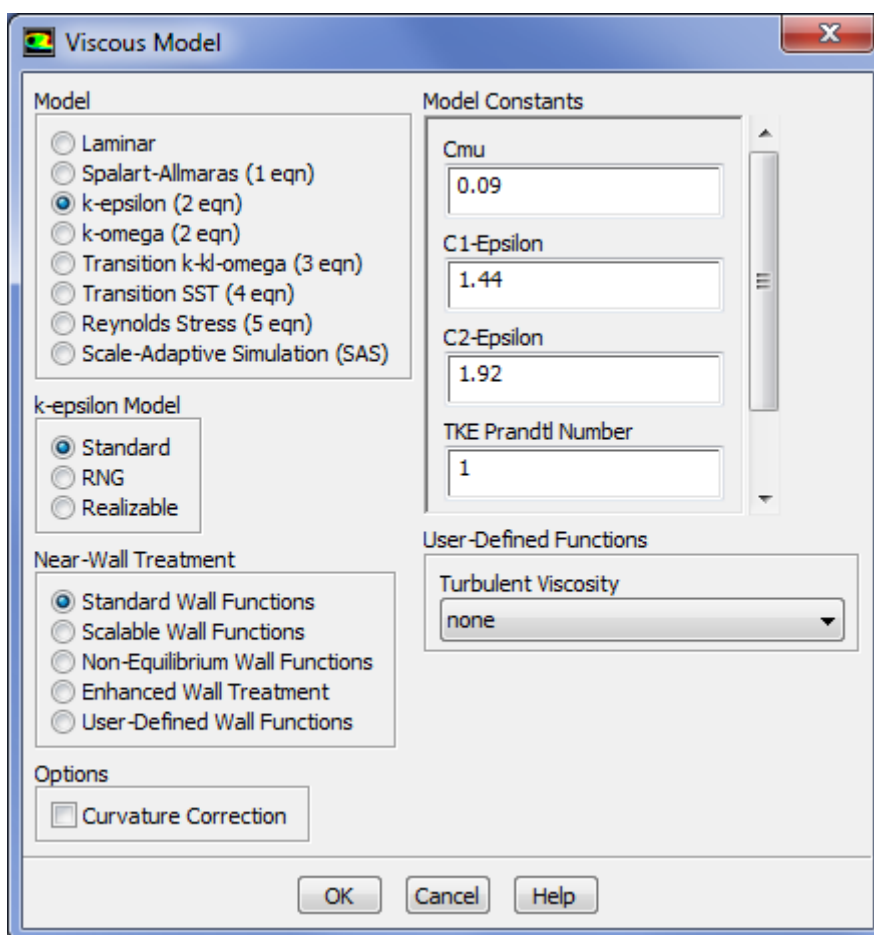 Viscous Model
Model
Laminar
Spalart-Allmaras (1 eqn)
k-epsilon (2 eqn)
k-omega (2 eqn)
Transition k-kl-omega (3 eqn)
Transition SST (4 eqn)
Reynolds Stress (5 eqn)
Scale-Adaptive Simulation (SAS)
k-epsilon Model
Standard
RNG
Realizable
Near-Wall Treatment
Standard Wall Functions
Scalable Wall Functions
Non-Equilibrium Wall Functions
Enhanced Wall Treatment
User-Defined Wall Functions
Options
Curvature Correction
Model Constants
Cmu
0.09
C1-Epsilon
1.44
C2-Epsilon
1.92
TKE Prandtl Number
1
User-Defined Functions
Turbulent Viscosity
none
OK
Cancel
Help